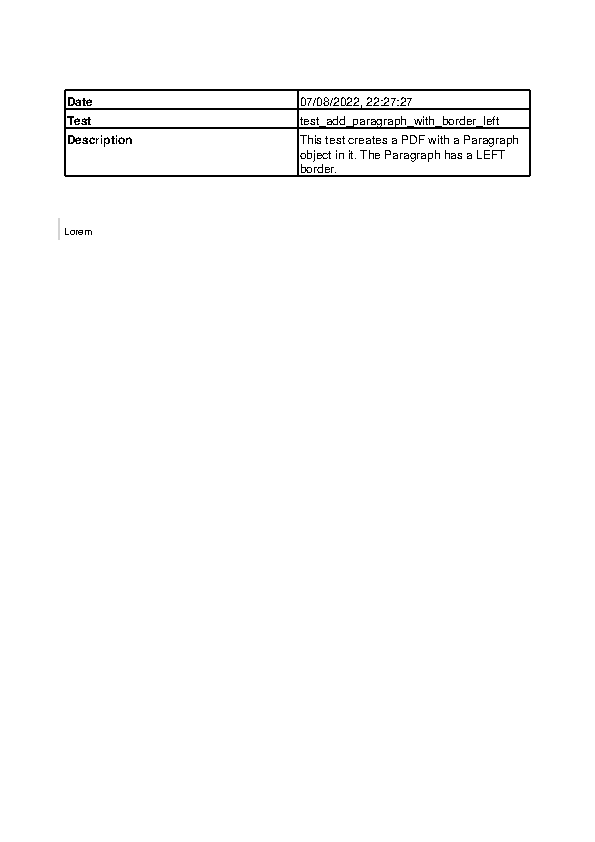 Date 07/08/2022, 22:27:27
Test test_add_paragraph_with_border_left
Description This test creates a PDF with a Paragraph
object in it. The Paragraph has a LEFT
border.
Lorem